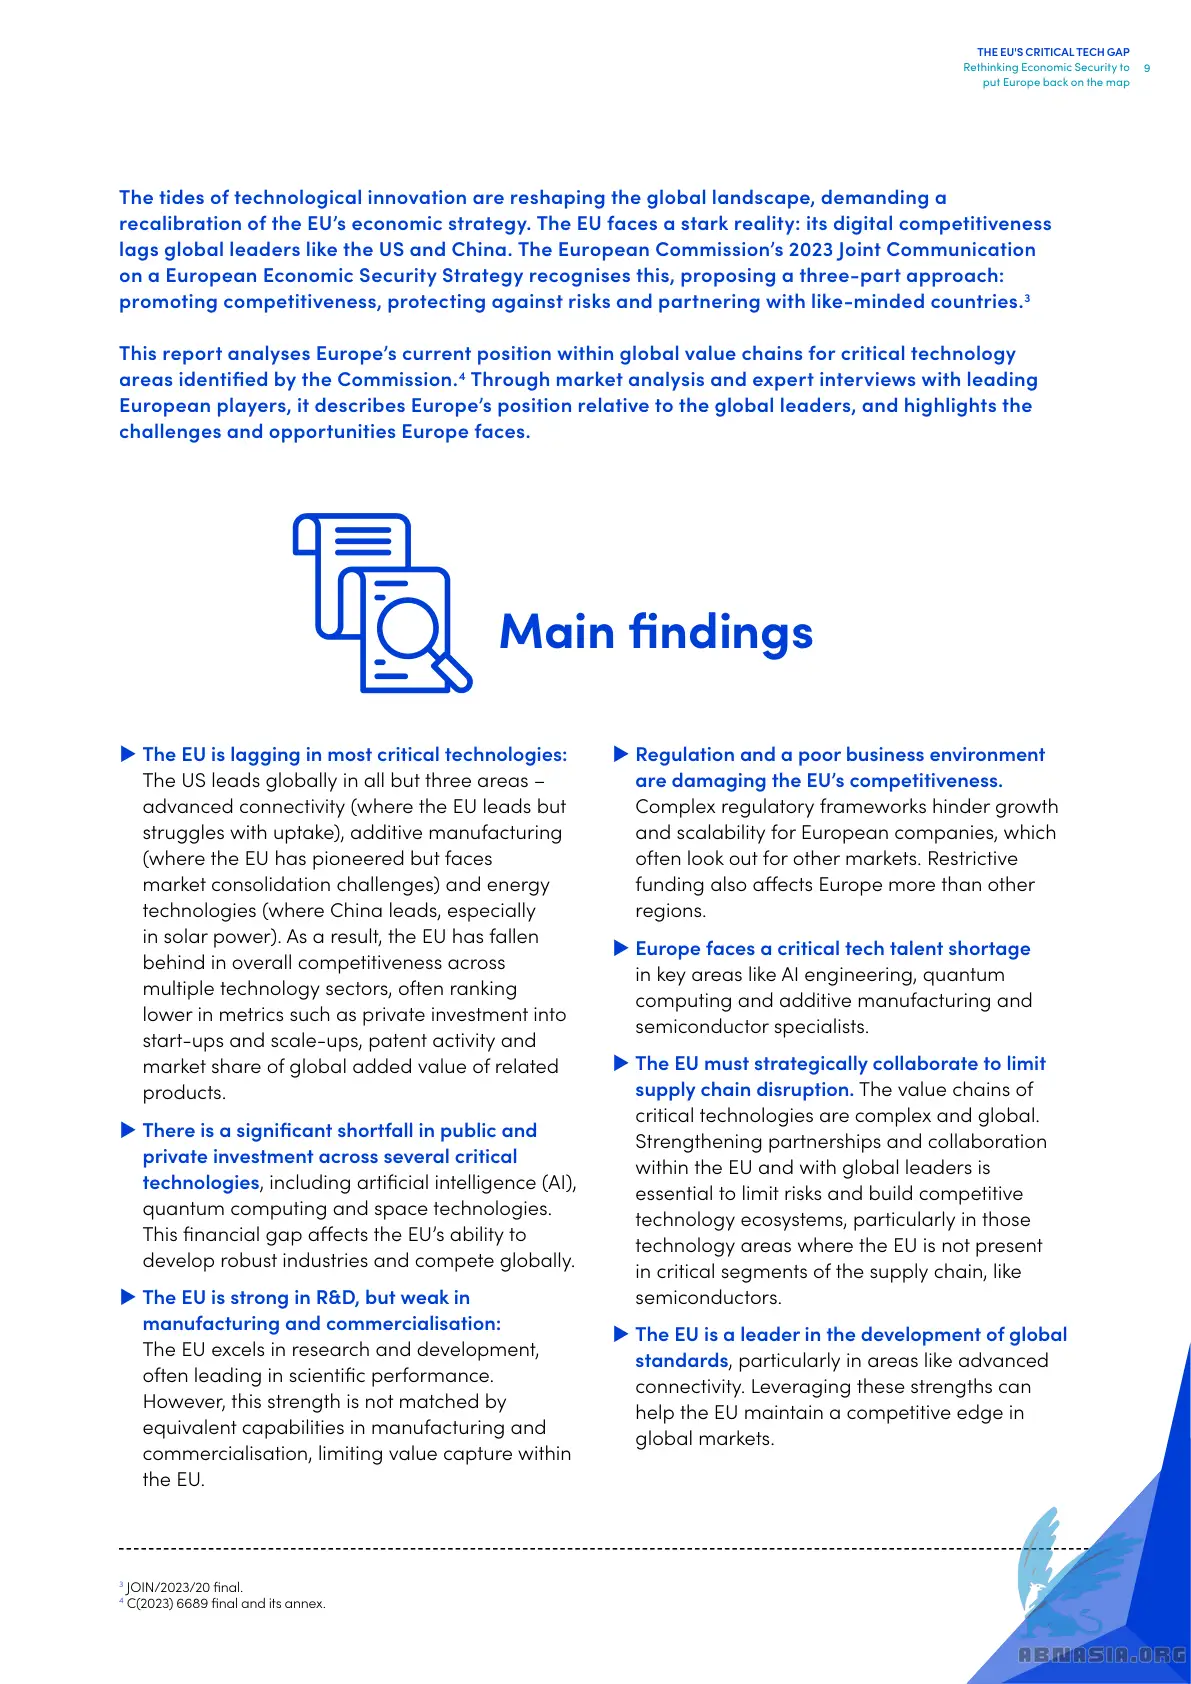 THE EU'S CRITICAL TECH GAP
Rethinking Economic Security to
put Europe back on the map
9
The tides of technological innovation are reshaping the global landscape, demanding a
recalibration of the EU’s economic strategy. The EU faces a stark reality: its digital competitiveness
lags global leaders like the US and China. The European Commission’s 2023 Joint Communication
on a European Economic Security Strategy recognises this, proposing a three-part approach:
promoting competitiveness, protecting against risks and partnering with like-minded countries.³
This report analyses Europe’s current position within global value chains for critical technology
areas identified by the Commission.⁴ Through market analysis and expert interviews with leading
European players, it describes Europe’s position relative to the global leaders, and highlights the
challenges and opportunities Europe faces.
Main findings
▶ The EU is lagging in most critical technologies:
The US leads globally in all but three areas –
advanced connectivity (where the EU leads but
struggles with uptake), additive manufacturing
(where the EU has pioneered but faces
market consolidation challenges) and energy
technologies (where China leads, especially
in solar power). As a result, the EU has fallen
behind in overall competitiveness across
multiple technology sectors, often ranking
lower in metrics such as private investment into
start-ups and scale-ups, patent activity and
market share of global added value of related
products.
▶ There is a significant shortfall in public and
private investment across several critical
technologies, including artificial intelligence (AI),
quantum computing and space technologies.
This financial gap affects the EU’s ability to
develop robust industries and compete globally.
▶ The EU is strong in R&D, but weak in
manufacturing and commercialisation:
The EU excels in research and development,
often leading in scientific performance.
However, this strength is not matched by
equivalent capabilities in manufacturing and
commercialisation, limiting value capture within
the EU.
▶ Regulation and a poor business environment
are damaging the EU’s competitiveness.
Complex regulatory frameworks hinder growth
and scalability for European companies, which
often look out for other markets. Restrictive
funding also affects Europe more than other
regions.
▶ Europe faces a critical tech talent shortage
in key areas like AI engineering, quantum
computing and additive manufacturing and
semiconductor specialists.
▶ The EU must strategically collaborate to limit
supply chain disruption. The value chains of
critical technologies are complex and global.
Strengthening partnerships and collaboration
within the EU and with global leaders is
essential to limit risks and build competitive
technology ecosystems, particularly in those
technology areas where the EU is not present
in critical segments of the supply chain, like
semiconductors.
▶ The EU is a leader in the development of global
standards, particularly in areas like advanced
connectivity. Leveraging these strengths can
help the EU maintain a competitive edge in
global markets.
³ JOIN/2023/20 final.
⁴ C(2023) 6689 final and its annex.
ABNASIA.ORG